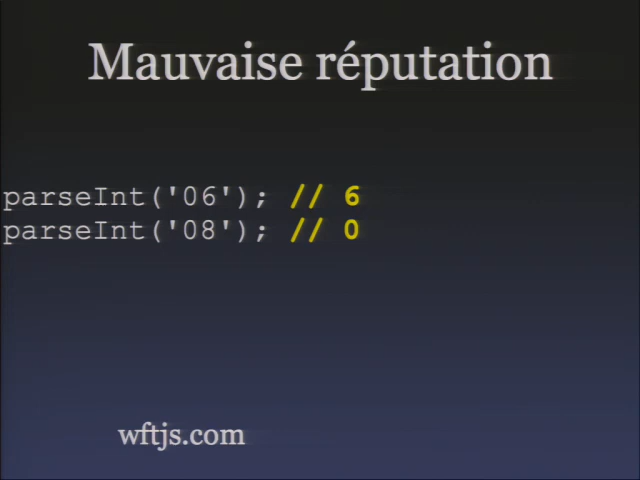 Mauvaise réputation
parseInt('06'); // 6
parseInt('08'); // 0
wftjs.com